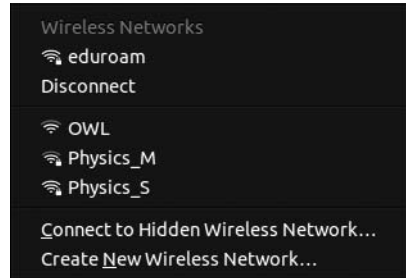 Wireless Networks
eduroam
Disconnect
OWL
Physics_M
Physics_S
Connect to Hidden Wireless Network...
Create New Wireless Network...